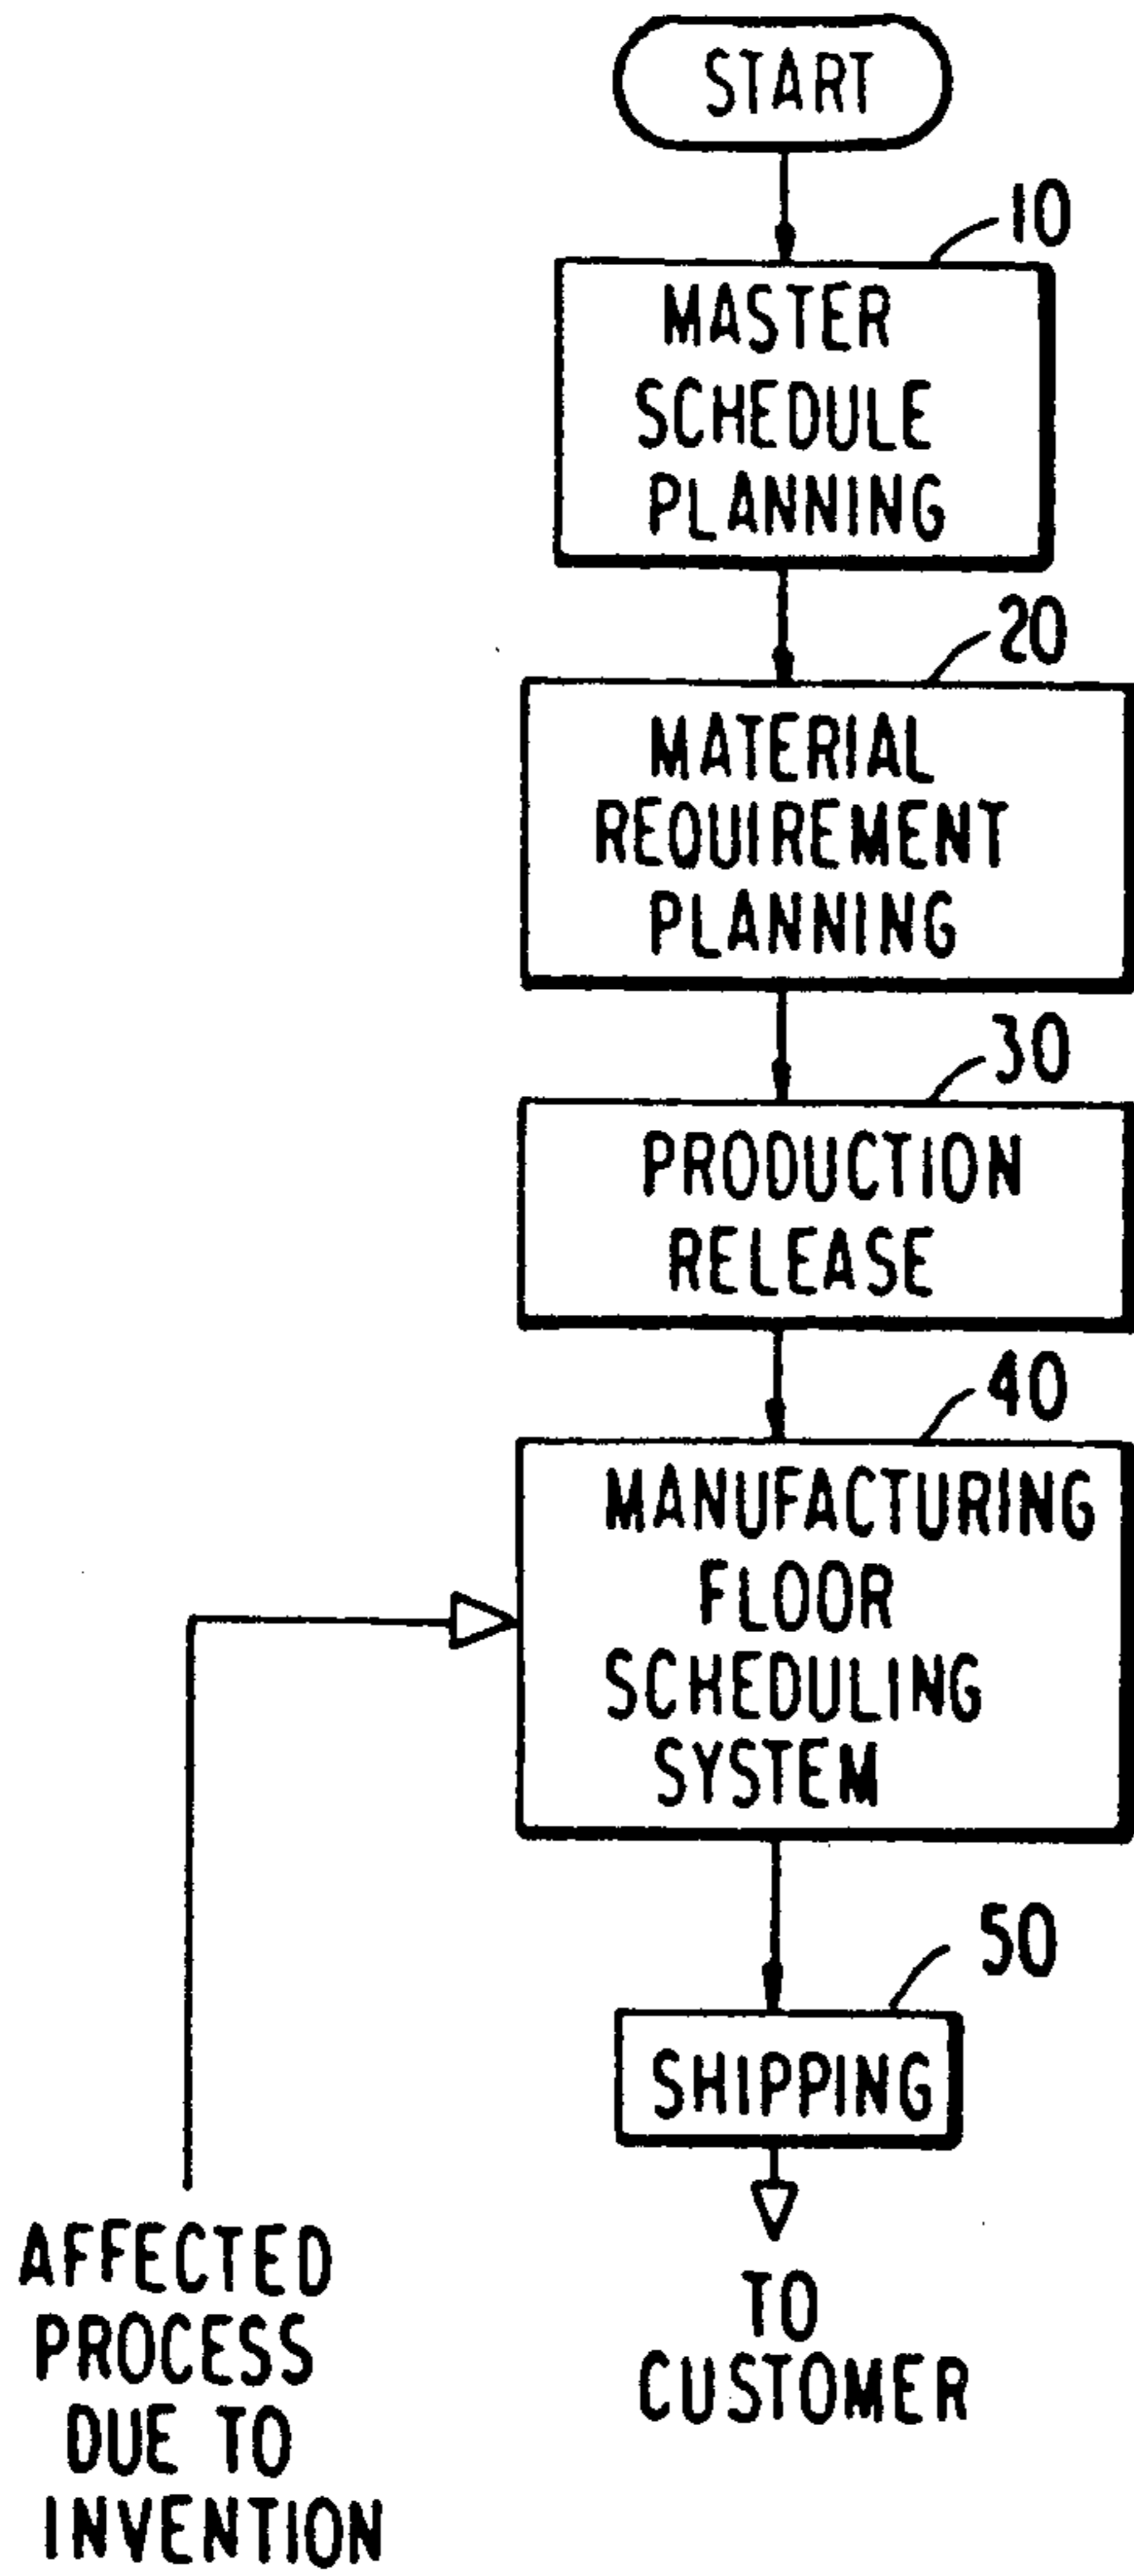 START
10
MASTER
SCHEDULE
PLANNING
20
MATERIAL
REQUIREMENT
PLANNING
30
PRODUCTION
RELEASE
40
MANUFACTURING
FLOOR
SCHEDULING
SYSTEM
50
SHIPPING
TO
CUSTOMER
AFFECTED
PROCESS
DUE TO
INVENTION